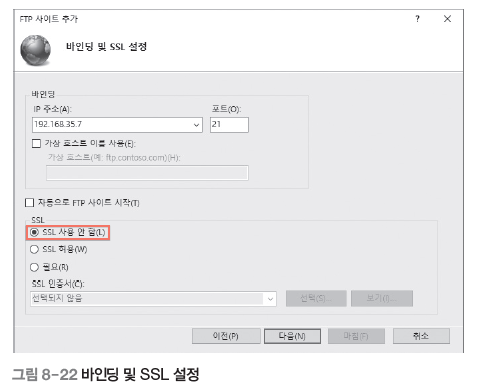 FTP 사이트 추가
? ×
바인딩 및 SSL 설정
바인딩
IP 주소(A): 포트(O):
192.168.35.7 21
가상 호스트 이름 사용(E):
가상 호스트(예: ftp.contoso.com)(H):
자동으로 FTP 사이트 시작(T)
SSL
SSL 사용 안 함(L)
SSL 허용(W)
필요(R)
SSL 인증서(C):
선택되지 않음 선택(S)... 보기(I)...
이전(P) 다음(N) 마침(F) 취소
그림 8-22 바인딩 및 SSL 설정